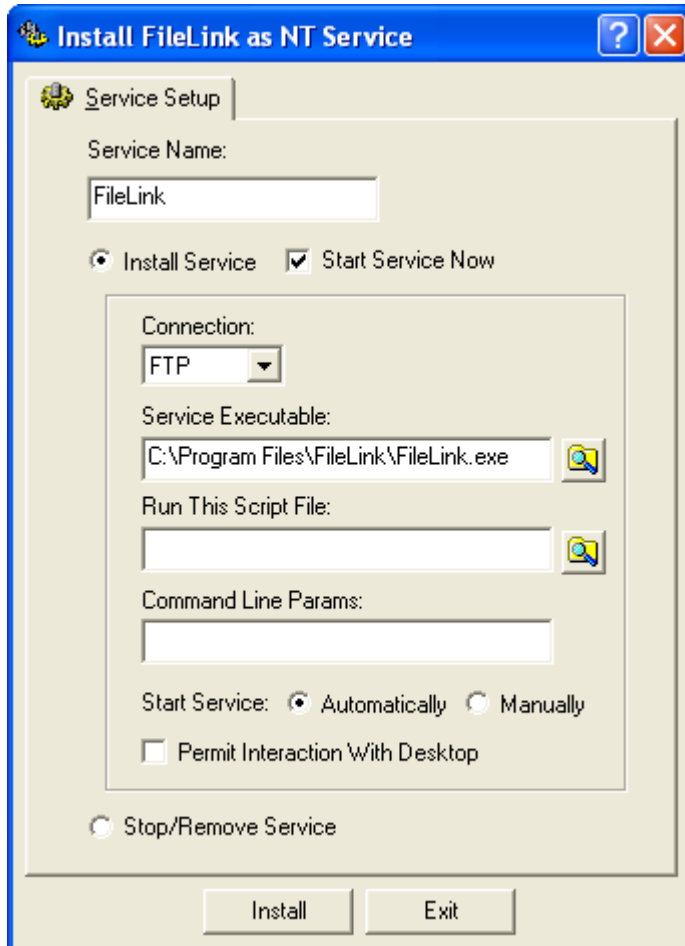 Install FileLink as NT Service
Service Setup
Service Name:
FileLink
Install Service Start Service Now
Connection:
FTP
Service Executable:
C:\Program Files\FileLink\FileLink.exe
Run This Script File:
Command Line Params:
Start Service: Automatically Manually
Permit Interaction With Desktop
Stop/Remove Service
Install Exit